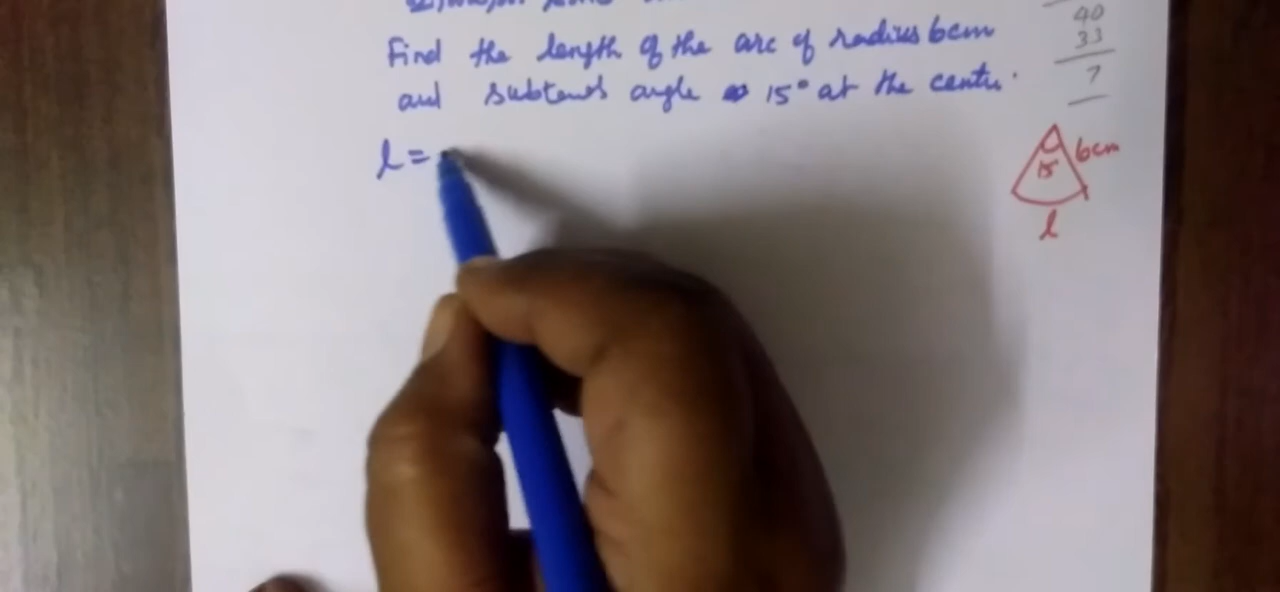 Find the length of the arc of radius 6cm
and subtends angle 15° at the centre.
l =
40
33
7
15
6cm
l